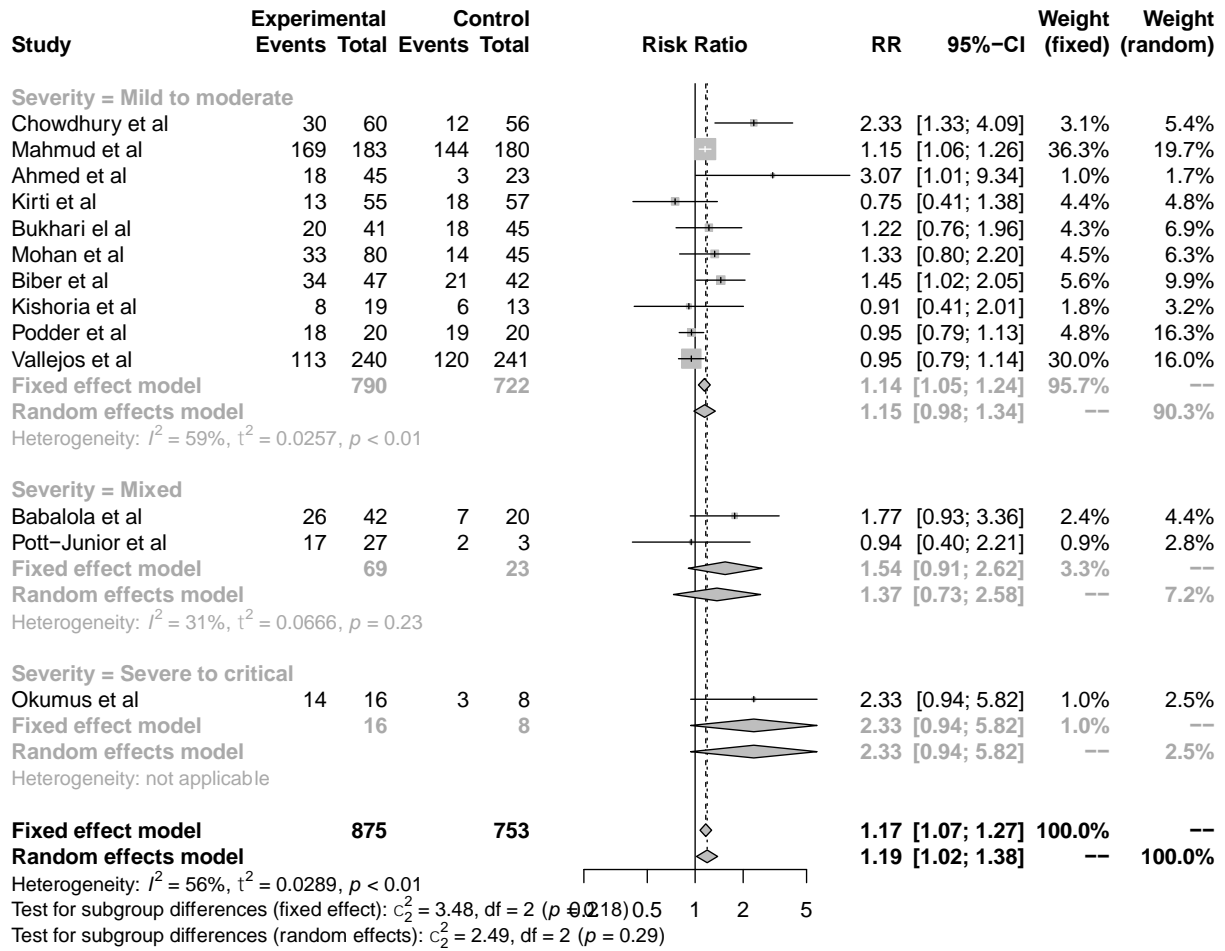 Experimental Control Weight Weight
Study Events Total Events Total Risk Ratio RR 95%−CI (fixed) (random)
Severity = Mild to moderate
Chowdhury et al 30 60 12 56 2.33 [1.33; 4.09] 3.1% 5.4%
Mahmud et al 169 183 144 180 1.15 [1.06; 1.26] 36.3% 19.7%
Ahmed et al 18 45 3 23 3.07 [1.01; 9.34] 1.0% 1.7%
Kirti et al 13 55 18 57 0.75 [0.41; 1.38] 4.4% 4.8%
Bukhari el al 20 41 18 45 1.22 [0.76; 1.96] 4.3% 6.9%
Mohan et al 33 80 14 45 1.33 [0.80; 2.20] 4.5% 6.3%
Biber et al 34 47 21 42 1.45 [1.02; 2.05] 5.6% 9.9%
Kishoria et al 8 19 6 13 0.91 [0.41; 2.01] 1.8% 3.2%
Podder et al 18 20 19 20 0.95 [0.79; 1.13] 4.8% 16.3%
Vallejos et al 113 240 120 241 0.95 [0.79; 1.14] 30.0% 16.0%
Fixed effect model 790 722 1.14 [1.05; 1.24] 95.7% −−
Random effects model 1.15 [0.98; 1.34] −− 90.3%
Heterogeneity: I² = 59%, τ² = 0.0257, p < 0.01
Severity = Mixed
Babalola et al 26 42 7 20 1.77 [0.93; 3.36] 2.4% 4.4%
Pott−Junior et al 17 27 2 3 0.94 [0.40; 2.21] 0.9% 2.8%
Fixed effect model 69 23 1.54 [0.91; 2.62] 3.3% −−
Random effects model 1.37 [0.73; 2.58] −− 7.2%
Heterogeneity: I² = 31%, τ² = 0.0666, p = 0.23
Severity = Severe to critical
Okumus et al 14 16 3 8 2.33 [0.94; 5.82] 1.0% 2.5%
Fixed effect model 16 8 2.33 [0.94; 5.82] 1.0% −−
Random effects model 2.33 [0.94; 5.82] −− 2.5%
Heterogeneity: not applicable
Fixed effect model 875 753 1.17 [1.07; 1.27] 100.0% −−
Random effects model 1.19 [1.02; 1.38] −− 100.0%
Heterogeneity: I² = 56%, τ² = 0.0289, p < 0.01
Test for subgroup differences (fixed effect): c₂² = 3.48, df = 2 (p = 0.18) 0.5 1 2 5
Test for subgroup differences (random effects): c₂² = 2.49, df = 2 (p = 0.29)